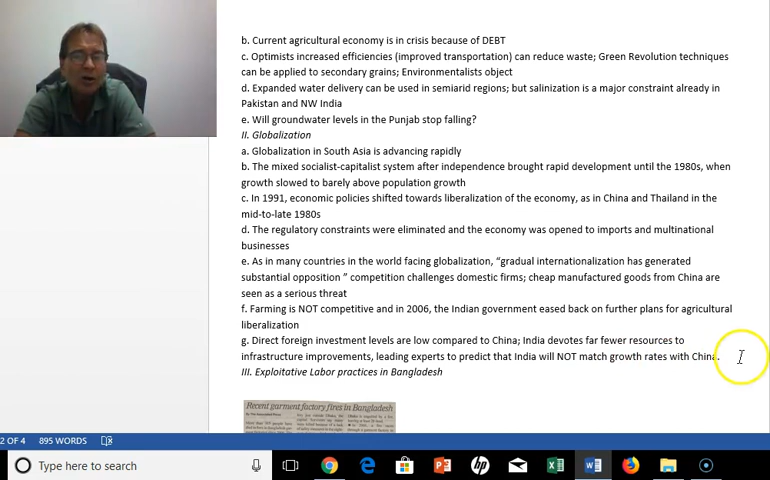 b. Current agricultural economy is in crisis because of DEBT
c. Optimists increased efficiencies (improved transportation) can reduce waste; Green Revolution techniques
can be applied to secondary grains; Environmentalists object
d. Expanded water delivery can be used in semiarid regions; but salinization is a major constraint already in
Pakistan and NW India
e. Will groundwater levels in the Punjab stop falling?
II. Globalization
a. Globalization in South Asia is advancing rapidly
b. The mixed socialist-capitalist system after independence brought rapid development until the 1980s, when
growth slowed to barely above population growth
c. In 1991, economic policies shifted towards liberalization of the economy, as in China and Thailand in the
mid-to-late 1980s
d. The regulatory constraints were eliminated and the economy was opened to imports and multinational
businesses
e. As in many countries in the world facing globalization, “gradual internationalization has generated
substantial opposition ” competition challenges domestic firms; cheap manufactured goods from China are
seen as a serious threat
f. Farming is NOT competitive and in 2006, the Indian government eased back on further plans for agricultural
liberalization
g. Direct foreign investment levels are low compared to China; India devotes far fewer resources to
infrastructure improvements, leading experts to predict that India will NOT match growth rates with China.
III. Exploitative Labor practices in Bangladesh
Recent garment factory fires in Bangladesh
2 OF 4 895 WORDS
Type here to search